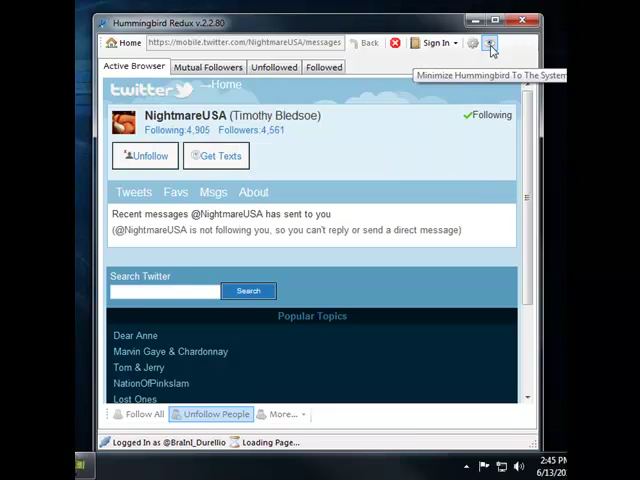 Hummingbird Redux v.2.2.80
Home https://mobile.twitter.com/NightmareUSA/messages Back Sign In
Minimize Hummingbird To The System
Active Browser Mutual Followers Unfollowed Followed
twitter →Home
NightmareUSA (Timothy Bledsoe) Following
Following:4,905 Followers:4,561
Unfollow Get Texts
Tweets Favs Msgs About
Recent messages @NightmareUSA has sent to you
(@NightmareUSA is not following you, so you can't reply or send a direct message)
Search Twitter
Search
Popular Topics
Dear Anne
Marvin Gaye & Chardonnay
Tom & Jerry
NationOfPinkslam
Lost Ones
Follow All Unfollow People More...
Logged In as @BraInI_Durellio Loading Page...
2:45 PM
6/13/20